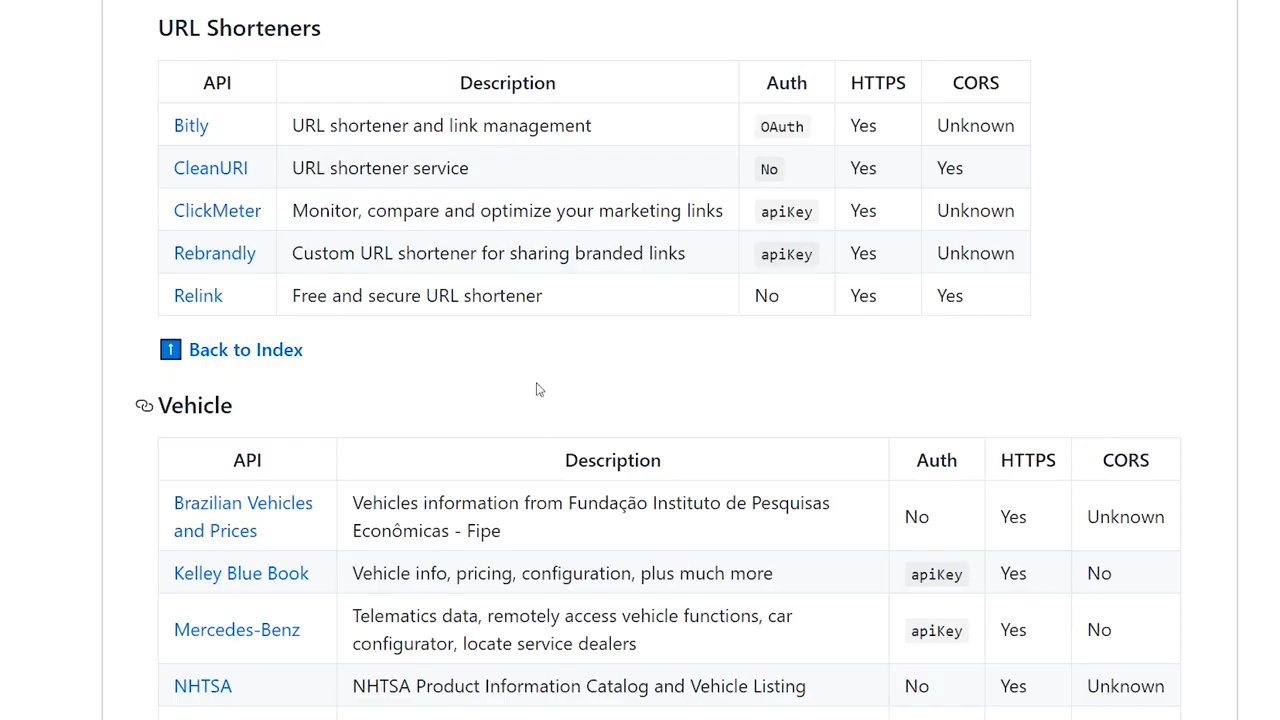 URL Shorteners
API Description Auth HTTPS CORS
Bitly URL shortener and link management OAuth Yes Unknown
CleanURI URL shortener service No Yes Yes
ClickMeter Monitor, compare and optimize your marketing links apiKey Yes Unknown
Rebrandly Custom URL shortener for sharing branded links apiKey Yes Unknown
Relink Free and secure URL shortener No Yes Yes
↑ Back to Index
Vehicle
API Description Auth HTTPS CORS
Brazilian Vehicles
and Prices
Vehicles information from Fundação Instituto de Pesquisas
Econômicas - Fipe
No Yes Unknown
Kelley Blue Book Vehicle info, pricing, configuration, plus much more apiKey Yes No
Mercedes-Benz
Telematics data, remotely access vehicle functions, car
configurator, locate service dealers
apiKey Yes No
NHTSA NHTSA Product Information Catalog and Vehicle Listing No Yes Unknown